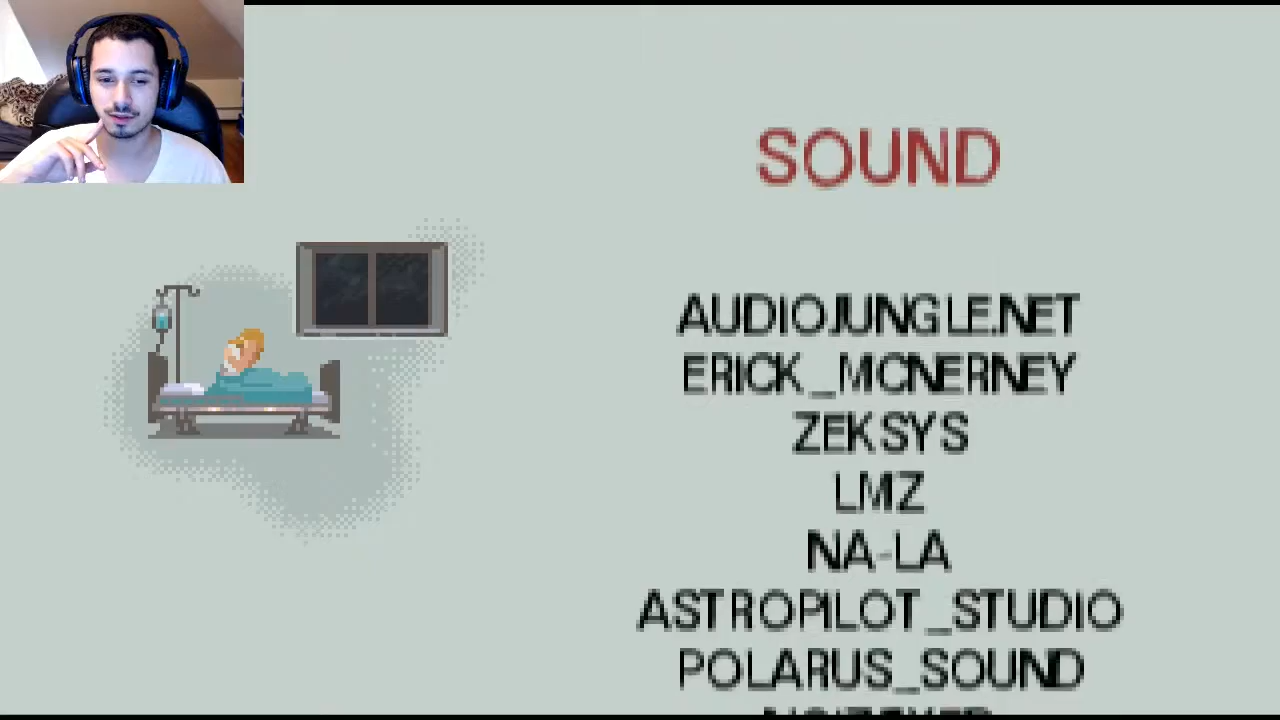 SOUND
AUDIOJUNGLE.NET
ERICK_MCNERNEY
ZEKSYS
LMZ
NA-LA
ASTROPILOT_STUDIO
POLARUS_SOUND